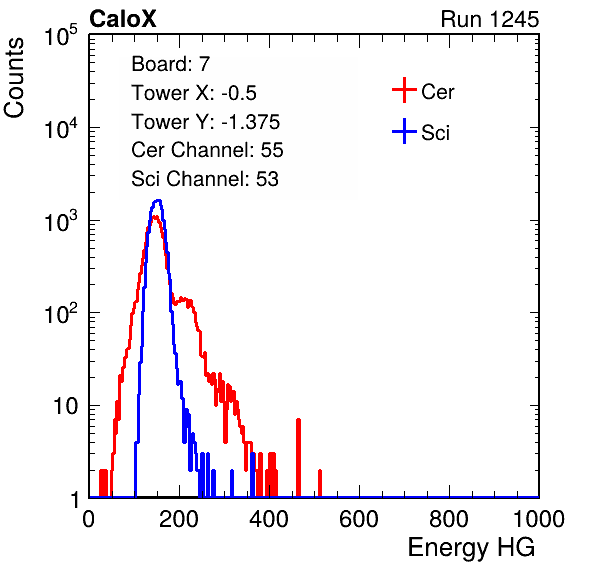 CaloX Run 1245
Counts
Board: 7
Tower X: -0.5
Tower Y: -1.375
Cer Channel: 55
Sci Channel: 53
Cer
Sci
10^5
10^4
10^3
10^2
10
1
0 200 400 600 800 1000
Energy HG